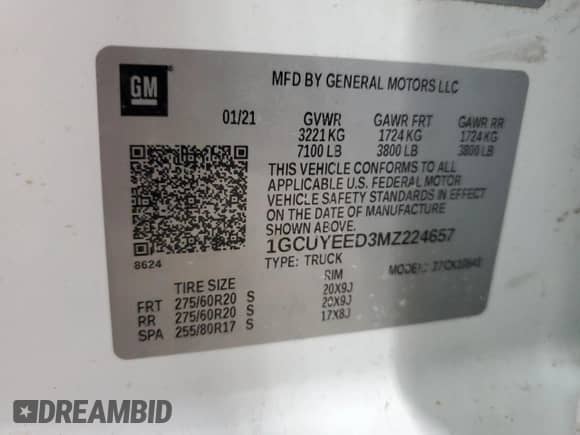 GM
MFD BY GENERAL MOTORS LLC
01/21 GVWR GAWR FRT GAWR RR
3221 KG 1724 KG 1724 KG
7100 LB 3800 LB 3800 LB
THIS VEHICLE CONFORMS TO ALL
APPLICABLE U.S. FEDERAL MOTOR
VEHICLE SAFETY STANDARDS IN EFFECT
ON THE DATE OF MANUFACTURE
SHOWN ABOVE.
1GCUYEED3MZ224657
8624
TYPE: TRUCK MODEL:
TIRE SIZE RIM
FRT 275/60R20 S 20X9J
RR 275/60R20 S 20X9J
SPA 255/80R17 S 17X8J
DREAMBID